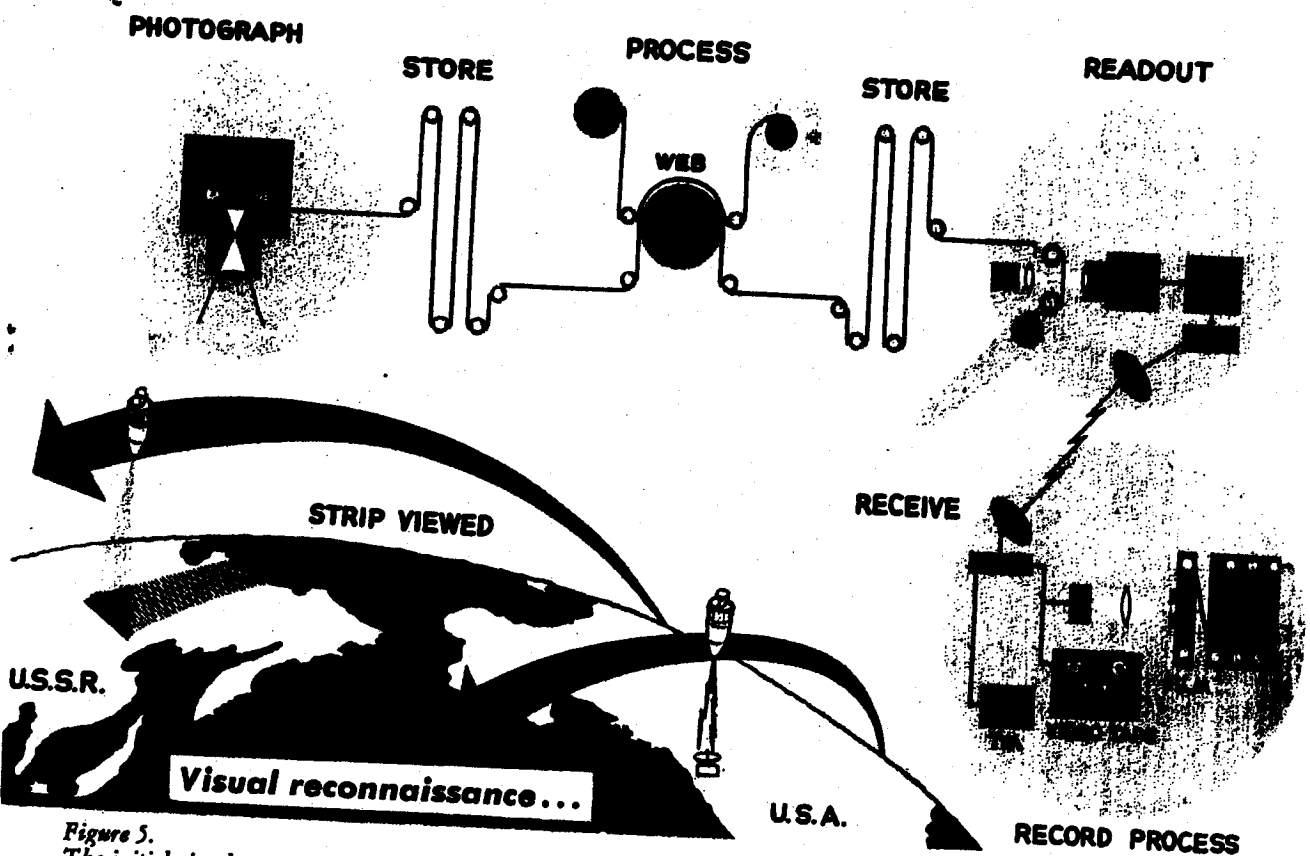 PHOTOGRAPH
STORE
PROCESS
STORE
READOUT
WEB
STRIP VIEWED
RECEIVE
U.S.S.R.
Visual reconnaissance...
U.S.A.
RECORD PROCESS
Figure 5.